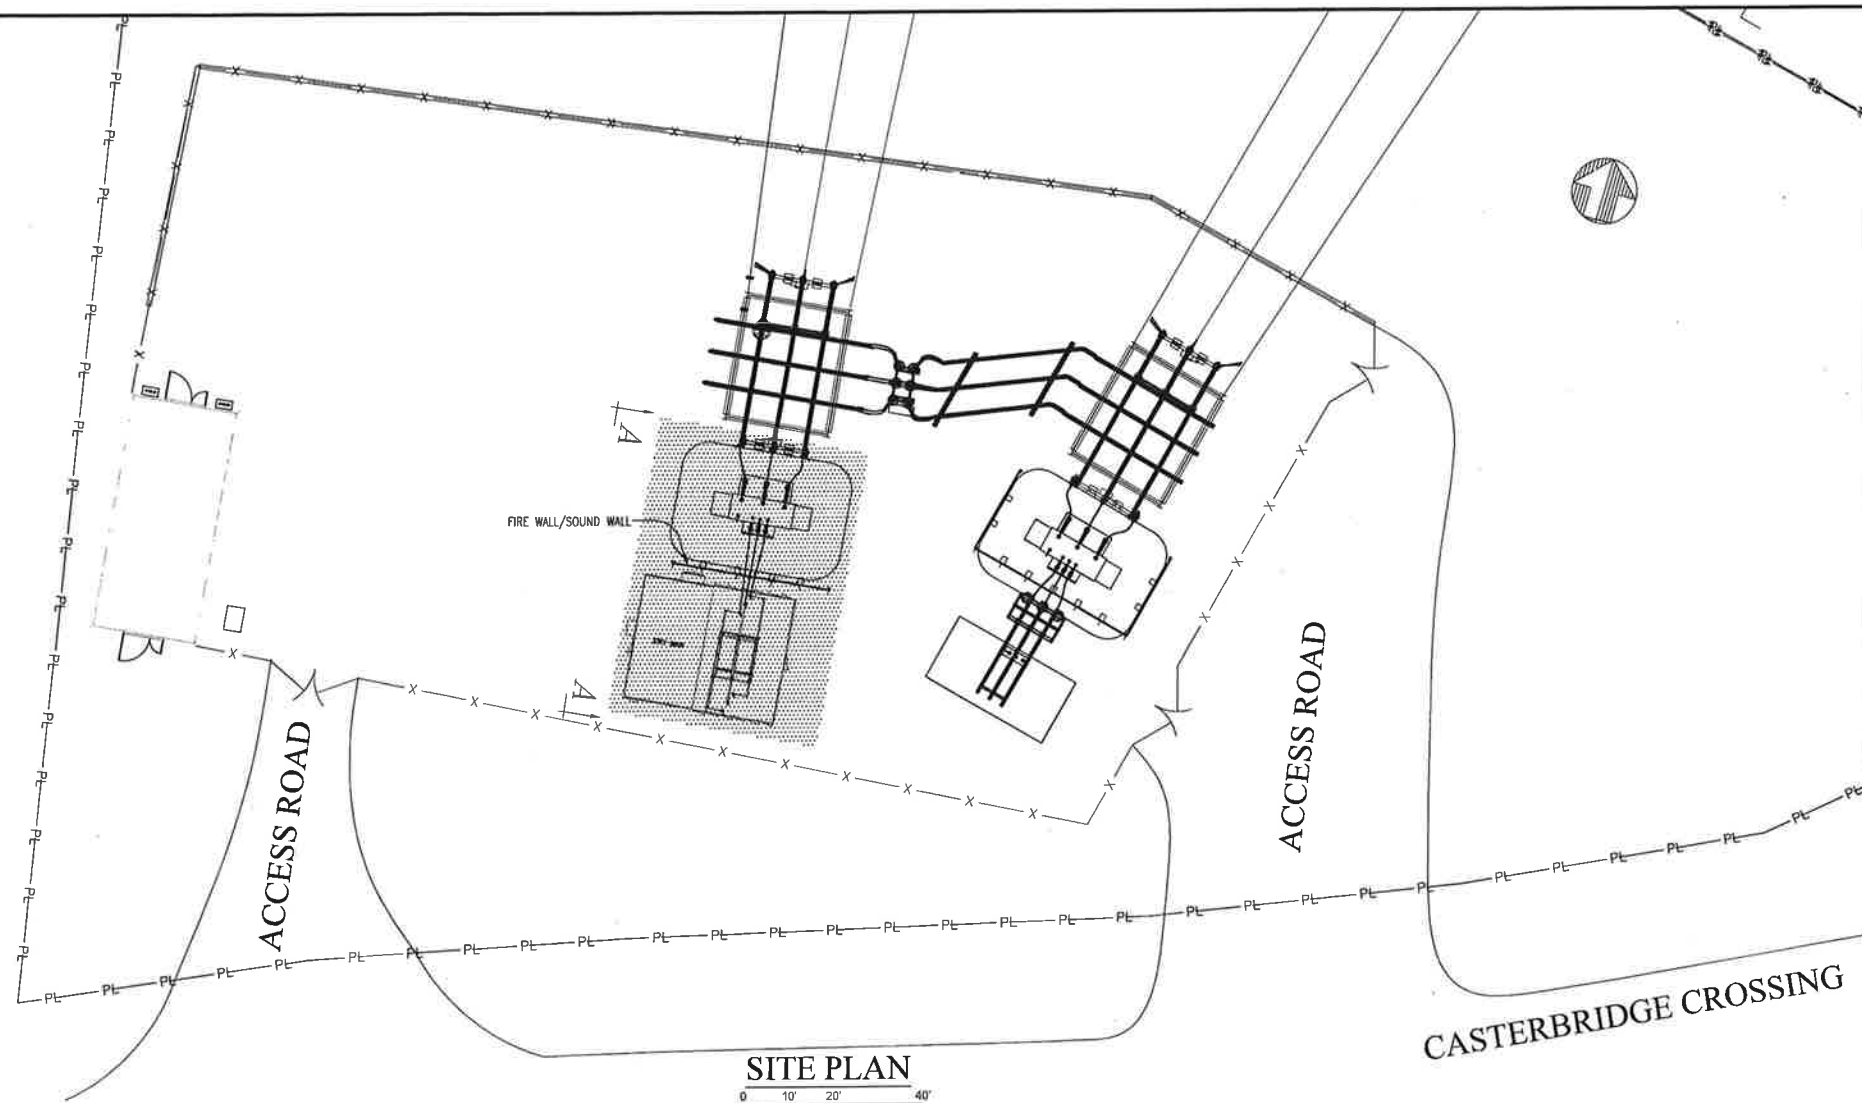 A
FIRE WALL/SOUND WALL
A
ACCESS ROAD
ACCESS ROAD
CASTERBRIDGE CROSSING
SITE PLAN
0 10' 20' 40'